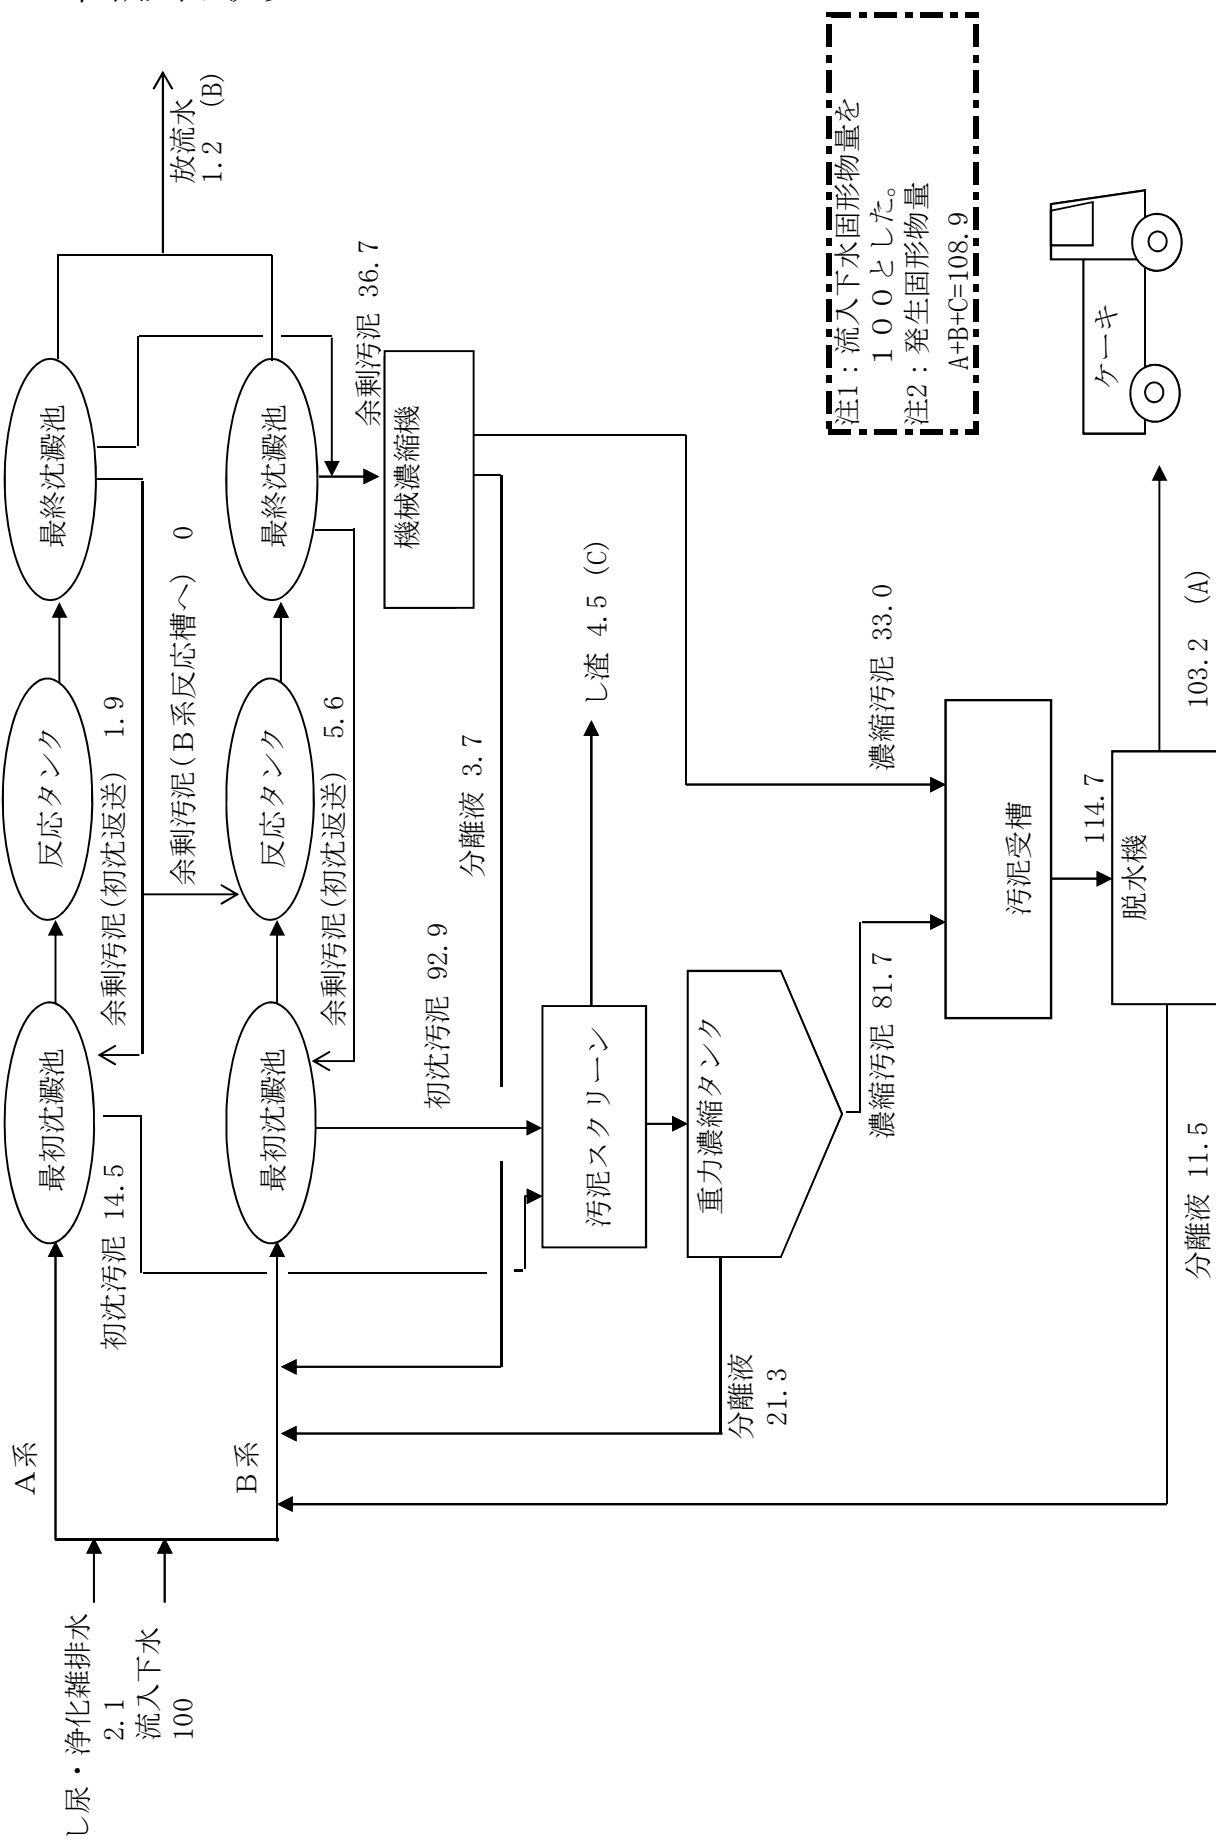 し尿・浄化雑排水
2.1
流入下水
100
A系
B系
最初沈澱池
反応タンク
最終沈澱池
初沈汚泥 14.5
余剰汚泥(初沈返送) 1.9
余剰汚泥(B系反応槽へ) 0
放流水
1.2 (B)
最初沈澱池
反応タンク
最終沈澱池
余剰汚泥(初沈返送) 5.6
余剰汚泥 36.7
機械濃縮機
初沈汚泥 92.9
分離液 3.7
汚泥スクリーン
し渣 4.5 (C)
重力濃縮タンク
分離液
21.3
濃縮汚泥 81.7
濃縮汚泥 33.0
汚泥受槽
114.7
脱水機
分離液 11.5
103.2 (A)
ケーキ
注1：流入下水固形物量を
100とした。
注2：発生固形物量
A+B+C=108.9